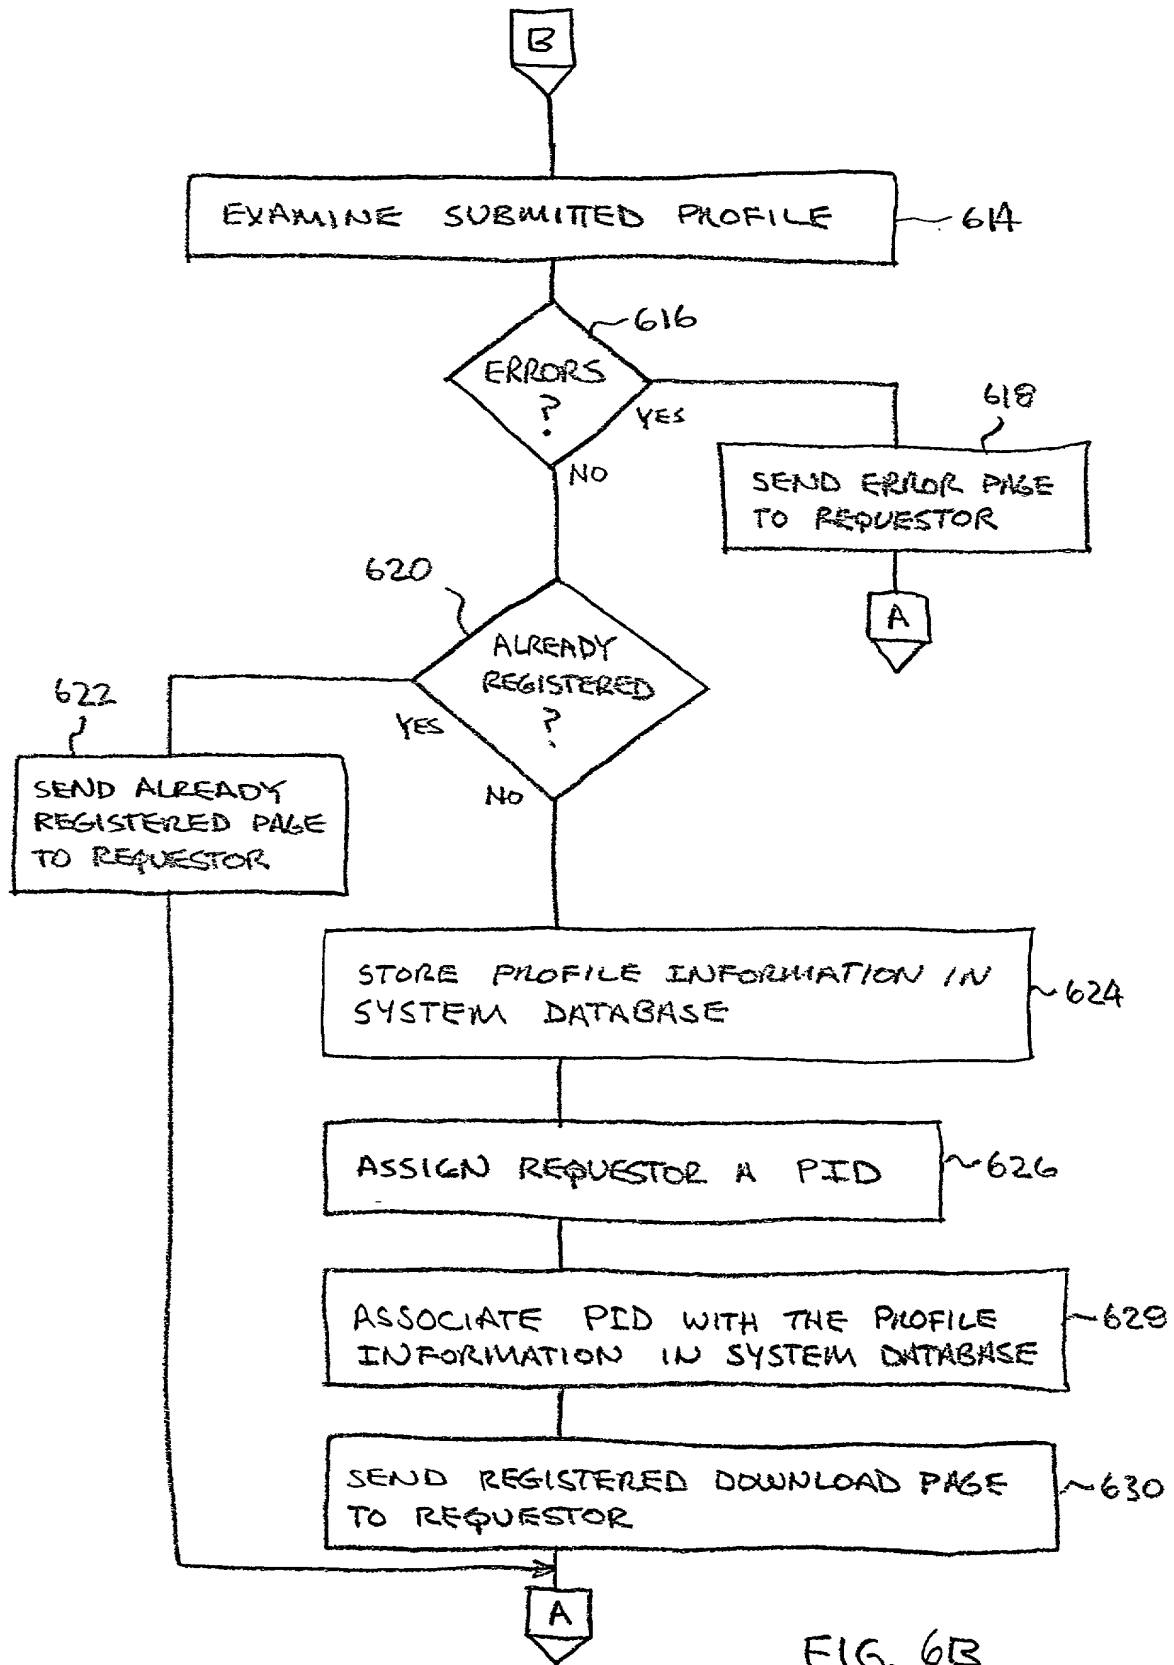 B
EXAMINE SUBMITTED PROFILE
614
616
ERRORS
?
YES
NO
618
SEND ERROR PAGE
TO REQUESTOR
A
620
ALREADY
REGISTERED
?
YES
NO
622
SEND ALREADY
REGISTERED PAGE
TO REQUESTOR
STORE PROFILE INFORMATION IN
SYSTEM DATABASE
624
ASSIGN REQUESTOR A PID
626
ASSOCIATE PID WITH THE PROFILE
INFORMATION IN SYSTEM DATABASE
628
SEND REGISTERED DOWNLOAD PAGE
TO REQUESTOR
630
A
FIG. 6B